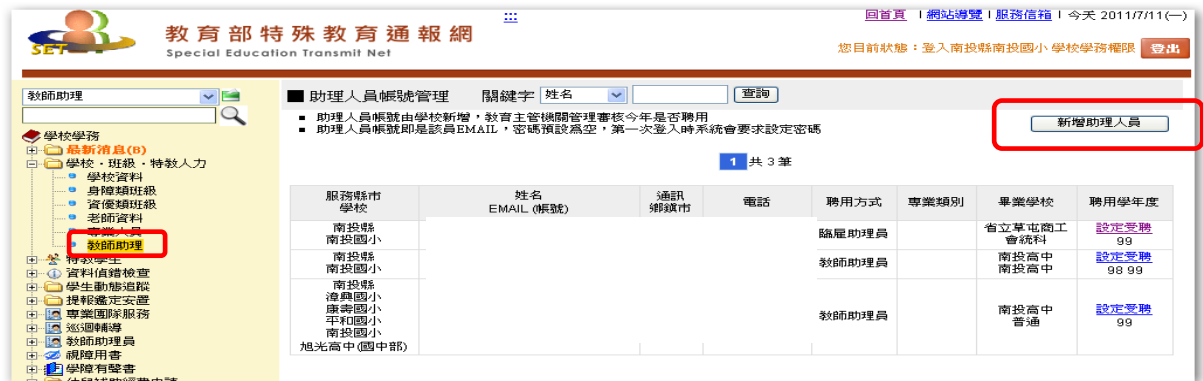 回首頁 | 網站導覽 | 服務信箱 | 今天 2011/7/11(一)
SET
教育部特殊教育通報網
Special Education Transmit Net
您目前狀態：登入南投縣南投國小 學校學務權限 登出
教師助理
學校學務
最新消息(B)
學校‧班級‧特教人力
學校資料
身障類班級
資優類班級
老師資料
專業人員
教師助理
特教學生
資料偵錯檢查
學生動態追蹤
提報鑑定安置
專業團隊服務
巡迴輔導
教師助理員
視障用書
學障有聲書
幼兒補助經費申請
助理人員帳號管理 關鍵字 姓名 查詢
助理人員帳號由學校新增，教育主管機關管理審核今年是否聘用
助理人員帳號即是該員EMAIL，密碼預設為空，第一次登入時系統會要求設定密碼
新增助理人員
1 共 3 筆
服務縣市 學校 姓名 EMAIL (帳號) 通訊 鄉鎮市 電話 聘用方式 專業類別 畢業學校 聘用學年度
南投縣
南投國小 臨雇助理員 省立草屯商工 會統科 設定受聘 99
南投縣
南投國小 教師助理員 南投高中 南投高中 設定受聘 98 99
南投縣
漳興國小
康壽國小
平和國小
南投國小
旭光高中(國中部) 教師助理員 南投高中 普通 設定受聘 99